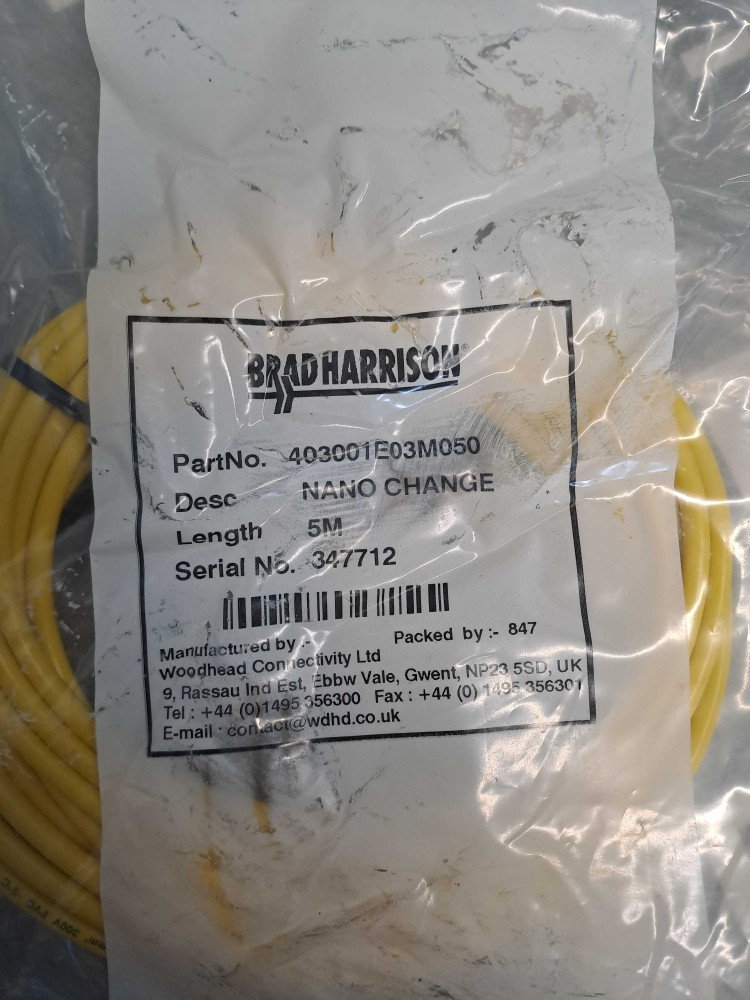 BRAD HARRISON®
PartNo. 403001E03M050
Desc NANO CHANGE
Length 5M
Serial No. 347712
Manufactured by :- Packed by :- 847
Woodhead Connectivity Ltd
9, Rassau Ind Est, Ebbw Vale, Gwent, NP23 5SD, UK
Tel : +44 (0)1495 356300 Fax : +44 (0) 1495 356301
E-mail : contact@wdhd.co.uk
300V PVC